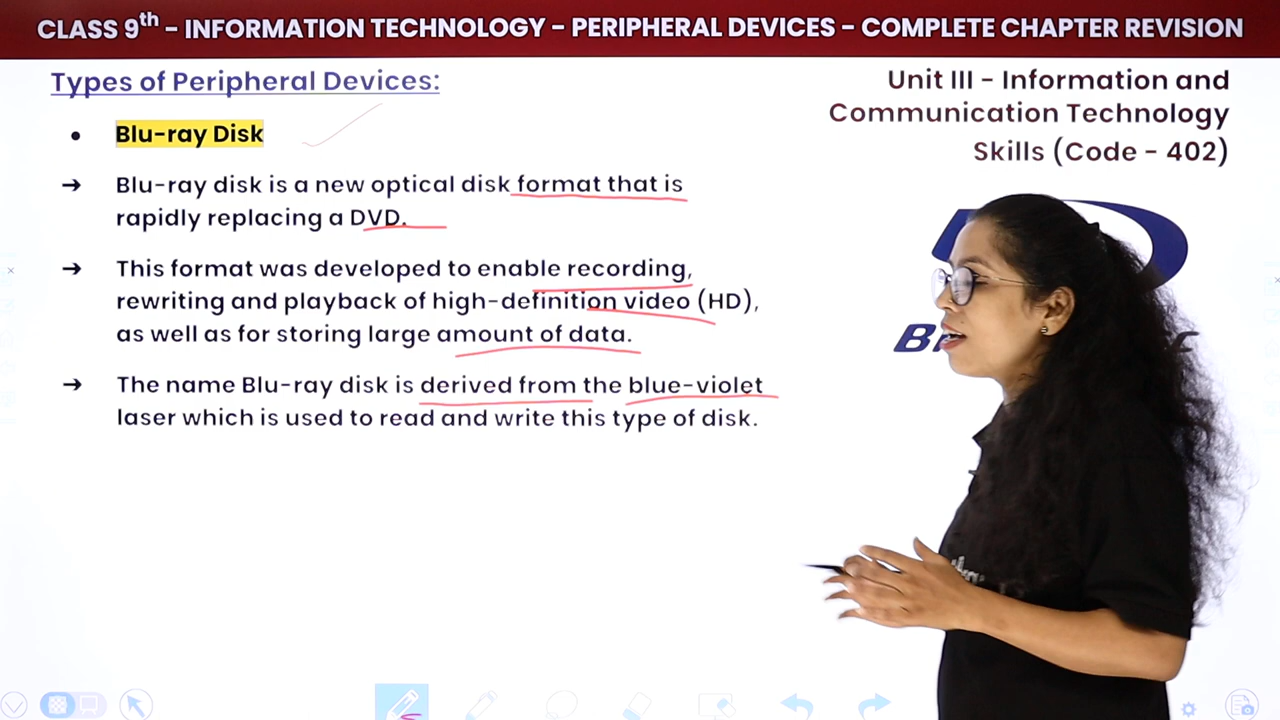 CLASS 9th - INFORMATION TECHNOLOGY - PERIPHERAL DEVICES - COMPLETE CHAPTER REVISION
Types of Peripheral Devices:
Unit III - Information and
Communication Technology
Skills (Code - 402)
• Blu-ray Disk
→ Blu-ray disk is a new optical disk format that is
rapidly replacing a DVD.
→ This format was developed to enable recording,
rewriting and playback of high-definition video (HD),
as well as for storing large amount of data.
→ The name Blu-ray disk is derived from the blue-violet
laser which is used to read and write this type of disk.